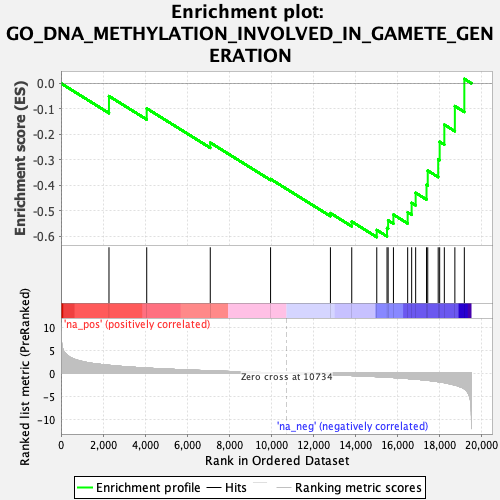 Enrichment plot:
GO_DNA_METHYLATION_INVOLVED_IN_GAMETE_GEN
ERATION
Enrichment score (ES)
0.0
-0.1
-0.2
-0.3
-0.4
-0.5
-0.6
'na_pos' (positively correlated)
Ranked list metric (PreRanked)
10
5
0
-5
-10
Zero cross at 10734
'na_neg' (negatively correlated)
0 2,000 4,000 6,000 8,000 10,000 12,000 14,000 16,000 18,000 20,000
Rank in Ordered Dataset
Enrichment profile Hits Ranking metric scores